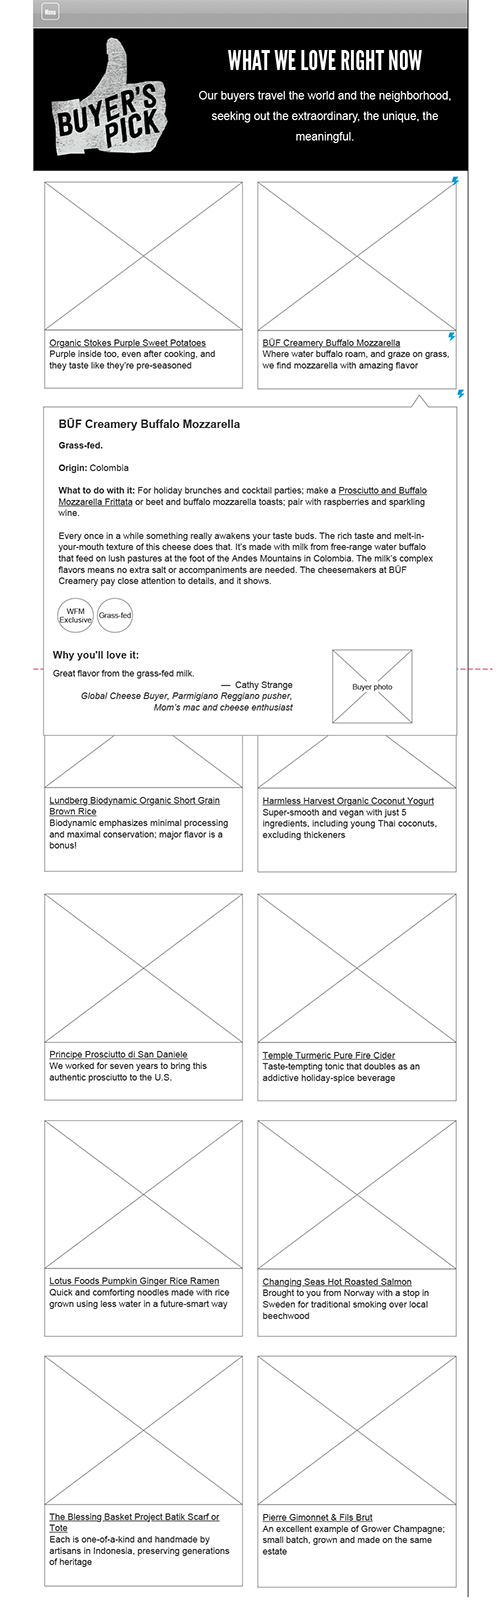 Menu
BUYER'S
PICK
WHAT WE LOVE RIGHT NOW
Our buyers travel the world and the neighborhood,
seeking out the extraordinary, the unique, the
meaningful.
Organic Stokes Purple Sweet Potatoes
Purple inside too, even after cooking, and
they taste like they're pre-seasoned
BŪF Creamery Buffalo Mozzarella
Where water buffalo roam, and graze on grass,
we find mozzarella with amazing flavor
BŪF Creamery Buffalo Mozzarella
Grass-fed.
Origin: Colombia
What to do with it: For holiday brunches and cocktail parties; make a Prosciutto and Buffalo
Mozzarella Frittata or beet and buffalo mozzarella toasts; pair with raspberries and sparkling
wine.
Every once in a while something really awakens your taste buds. The rich taste and melt-in-
your-mouth texture of this cheese does that. It's made with milk from free-range water buffalo
that feed on lush pastures at the foot of the Andes Mountains in Colombia. The milk's complex
flavors means no extra salt or accompaniments are needed. The cheesemakers at BŪF
Creamery pay close attention to details, and it shows.
WFM
Exclusive
Grass-fed
Why you'll love it:
Great flavor from the grass-fed milk.
— Cathy Strange
Global Cheese Buyer, Parmigiano Reggiano pusher,
Mom's mac and cheese enthusiast
Buyer photo
Lundberg Biodynamic Organic Short Grain
Brown Rice
Biodynamic emphasizes minimal processing
and maximal conservation; major flavor is a
bonus!
Harmless Harvest Organic Coconut Yogurt
Super-smooth and vegan with just 5
ingredients, including young Thai coconuts,
excluding thickeners
Principe Prosciutto di San Daniele
We worked for seven years to bring this
authentic prosciutto to the U.S.
Temple Turmeric Pure Fire Cider
Taste-tempting tonic that doubles as an
addictive holiday-spice beverage
Lotus Foods Pumpkin Ginger Rice Ramen
Quick and comforting noodles made with rice
grown using less water in a future-smart way
Changing Seas Hot Roasted Salmon
Brought to you from Norway with a stop in
Sweden for traditional smoking over local
beechwood
The Blessing Basket Project Batik Scarf or
Tote
Each is one-of-a-kind and handmade by
artisans in Indonesia, preserving generations
of heritage
Pierre Gimonnet & Fils Brut
An excellent example of Grower Champagne;
small batch, grown and made on the same
estate